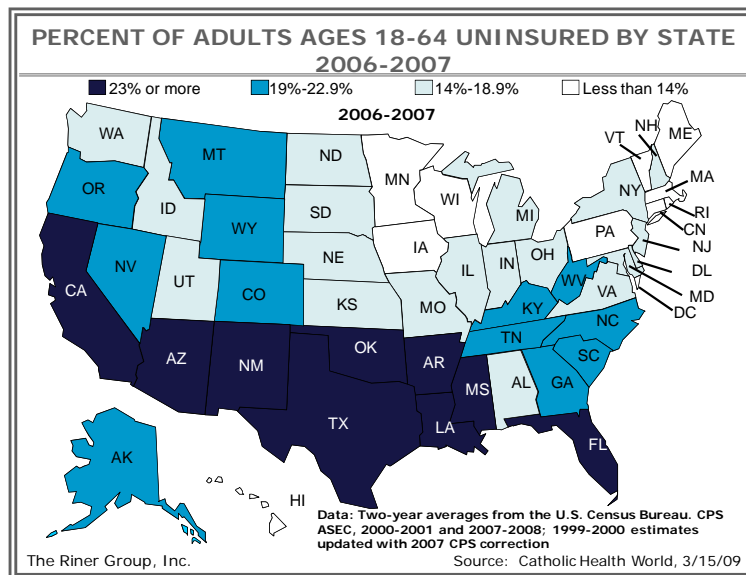 PERCENT OF ADULTS AGES 18-64 UNINSURED BY STATE
2006-2007
23% or more
19%-22.9%
14%-18.9%
Less than 14%
2006-2007
WA
MT
ND
MN
VT
NH
ME
OR
ID
WY
SD
WI
MI
NY
MA
RI
CN
NV
UT
NE
IA
PA
NJ
CA
CO
KS
MO
IL
IN
OH
WV
VA
DL
MD
DC
KY
NC
TN
AZ
NM
OK
AR
SC
MS
AL
GA
TX
LA
FL
AK
HI
Data: Two-year averages from the U.S. Census Bureau. CPS
ASEC, 2000-2001 and 2007-2008; 1999-2000 estimates
updated with 2007 CPS correction
The Riner Group, Inc.
Source: Catholic Health World, 3/15/09